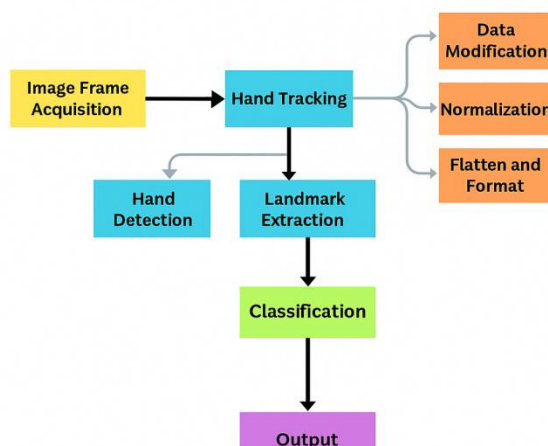 Image Frame
Acquisition
Hand Tracking
Data
Modification
Normalization
Flatten and
Format
Hand
Detection
Landmark
Extraction
Classification
Output